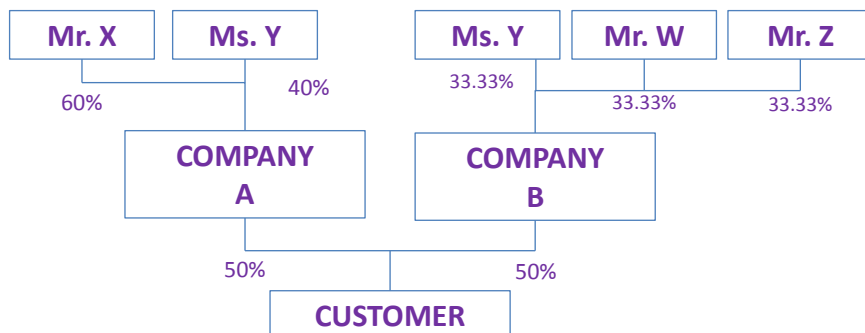 Mr. X
Ms. Y
Ms. Y
Mr. W
Mr. Z
60%
40%
33.33%
33.33%
33.33%
COMPANY
A
COMPANY
B
50%
50%
CUSTOMER